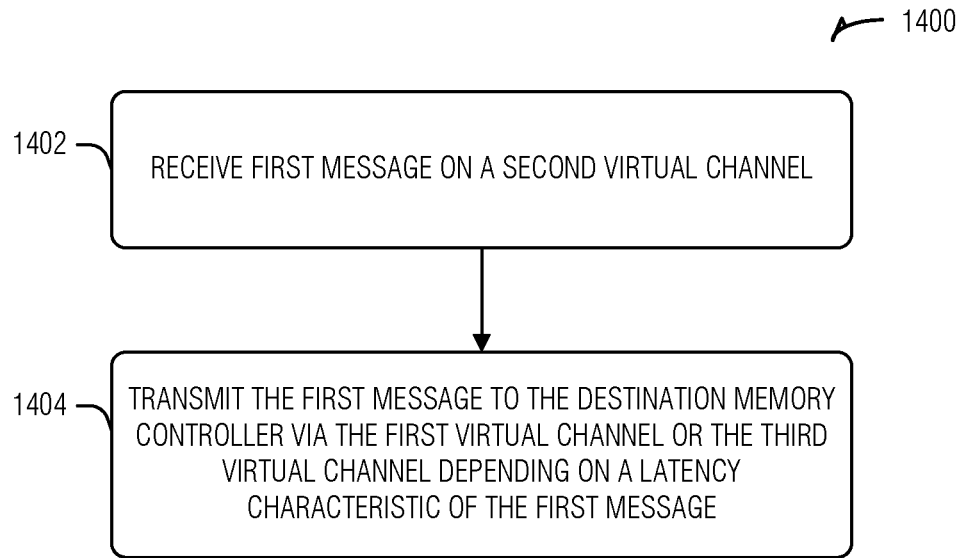 1400
1402
RECEIVE FIRST MESSAGE ON A SECOND VIRTUAL CHANNEL
1404
TRANSMIT THE FIRST MESSAGE TO THE DESTINATION MEMORY
CONTROLLER VIA THE FIRST VIRTUAL CHANNEL OR THE THIRD
VIRTUAL CHANNEL DEPENDING ON A LATENCY
CHARACTERISTIC OF THE FIRST MESSAGE